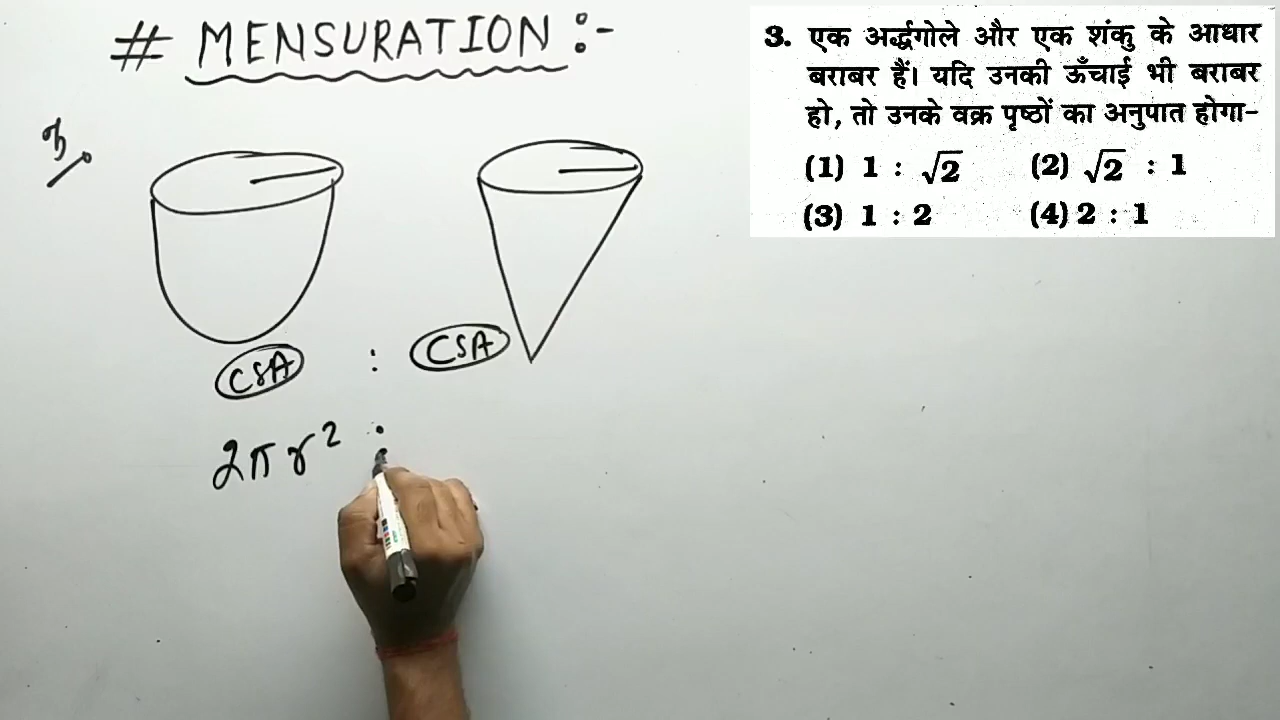 # MENSURATION :-
3. एक अर्द्धगोले और एक शंकु के आधार
बराबर हैं। यदि उनकी ऊँचाई भी बराबर
हो, तो उनके वक्र पृष्ठों का अनुपात होगा-
(1) 1 : √2 (2) √2 : 1
(3) 1 : 2 (4) 2 : 1
CSA : CSA
2πr² :